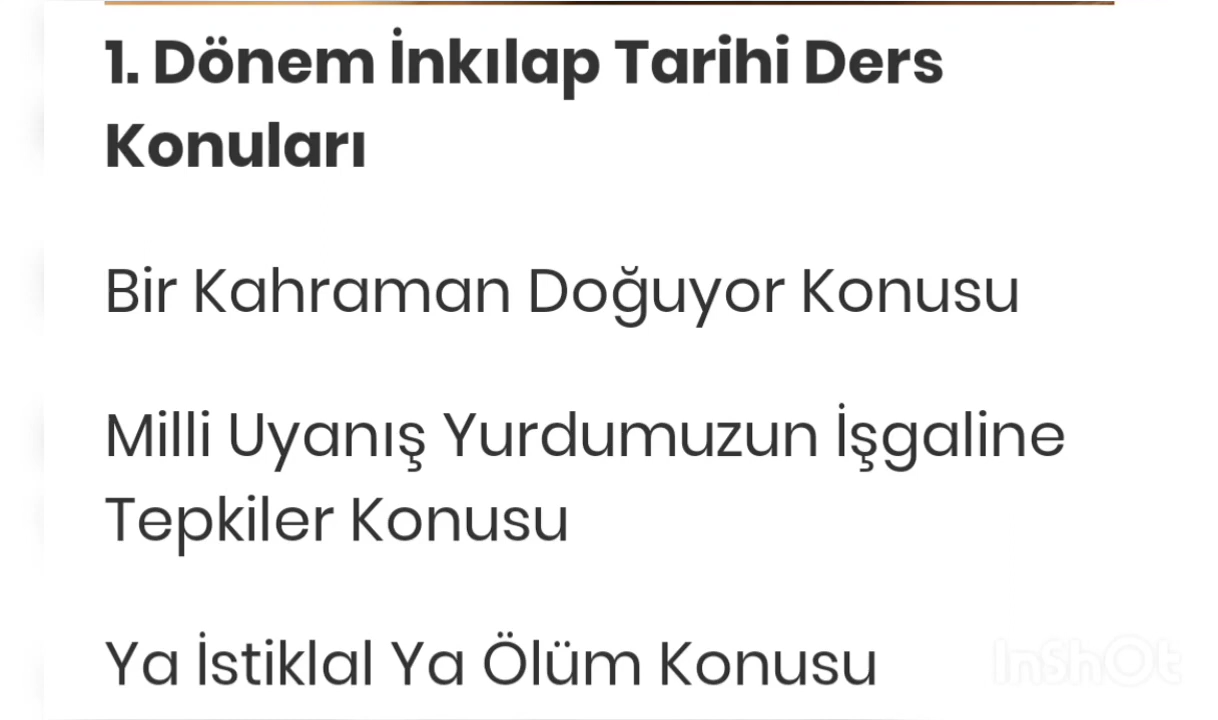 1. Dönem İnkılap Tarihi Ders
Konuları
Bir Kahraman Doğuyor Konusu
Milli Uyanış Yurdumuzun İşgaline
Tepkiler Konusu
Ya İstiklal Ya Ölüm Konusu
InShOt